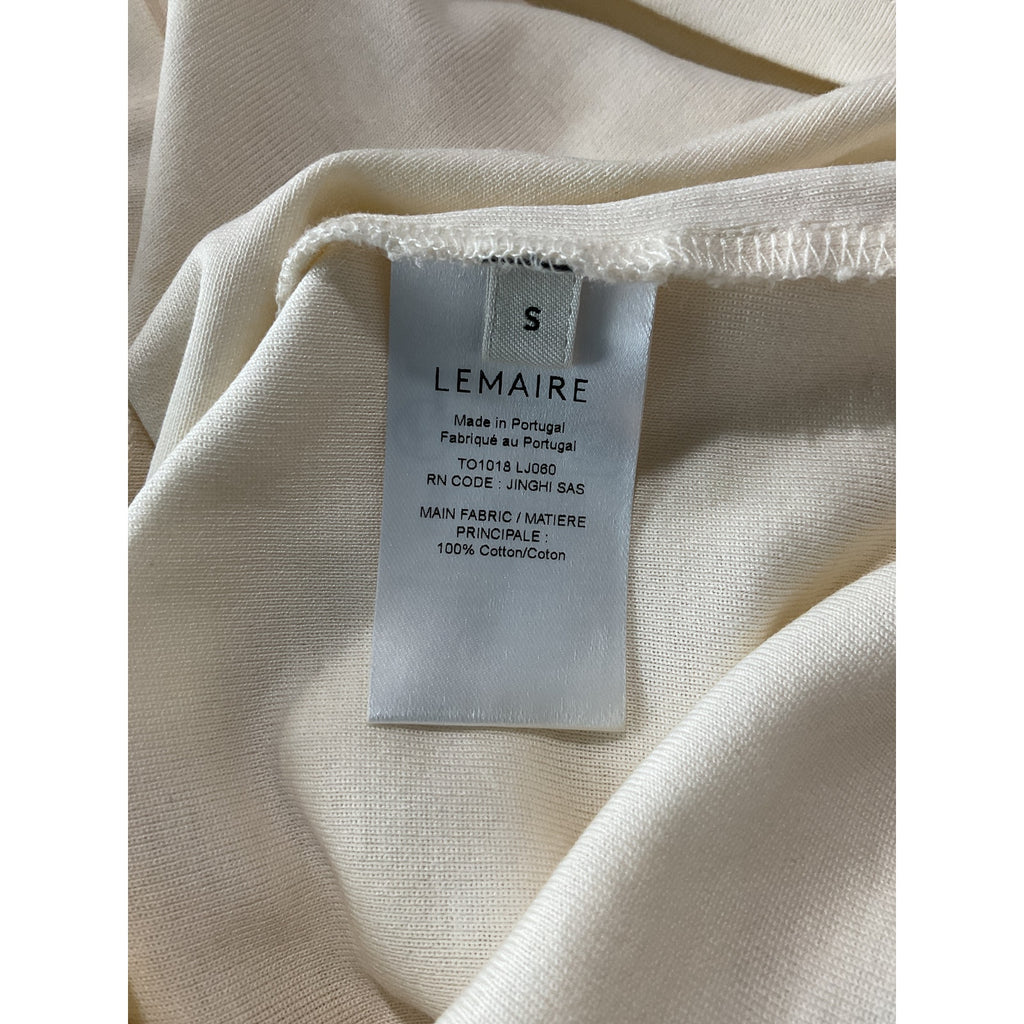 S
LEMAIRE
Made in Portugal
Fabriqué au Portugal
TO1018 LJ060
RN CODE : JINGHI SAS
MAIN FABRIC / MATIERE
PRINCIPALE :
100% Cotton/Coton